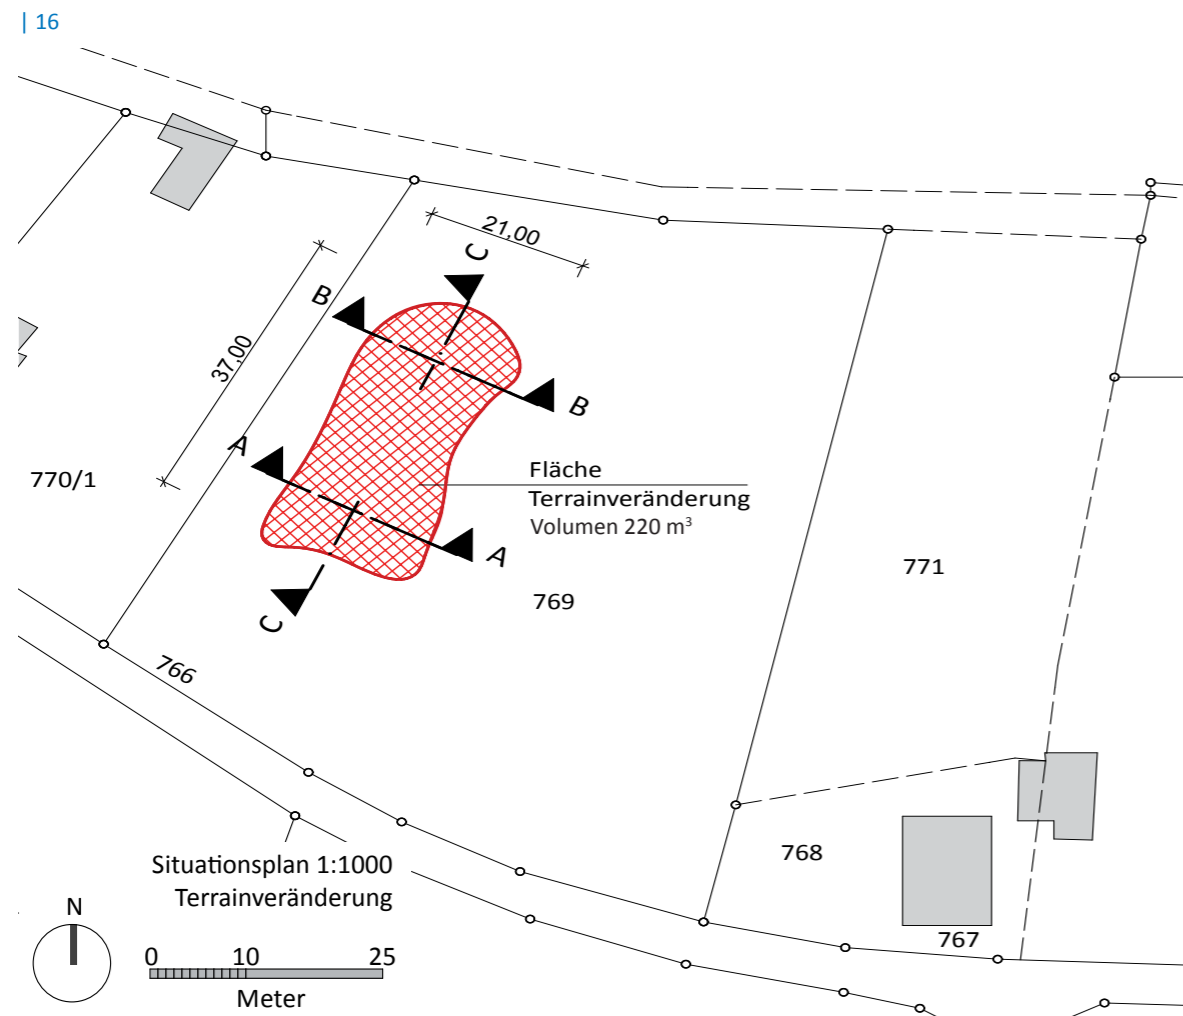 | 16
21,00
C
B
37,00
B
A
770/1
Fläche
Terrainveränderung
Volumen 220 m³
A
771
769
C
766
768
Situationsplan 1:1000
Terrainveränderung
N
767
0 10 25
Meter